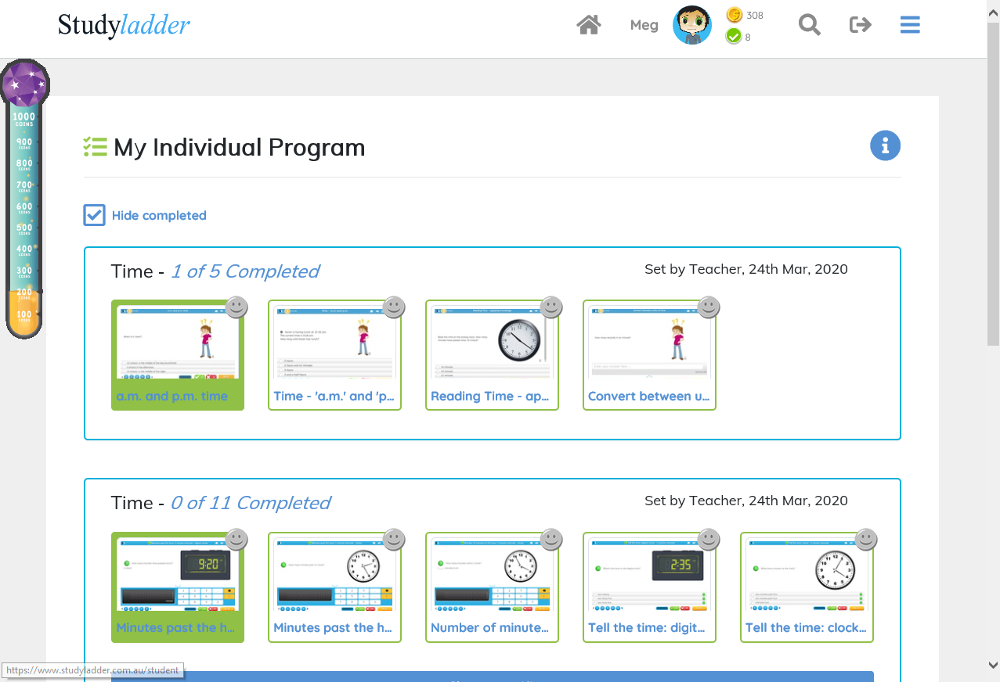 Studyladder
Meg
308
8
1000
COINS
900
COINS
800
COINS
700
COINS
600
COINS
500
COINS
400
COINS
300
COINS
200
COINS
100
COINS
My Individual Program
Hide completed
Time - 1 of 5 Completed
Set by Teacher, 24th Mar, 2020
a.m. and p.m. time
Time - 'a.m.' and 'p...
Reading Time - ap...
Convert between u...
Time - 0 of 11 Completed
Set by Teacher, 24th Mar, 2020
9:20
2:35
Minutes past the h...
Minutes past the h...
Number of minute...
Tell the time: digit...
Tell the time: clock...
https://www.studyladder.com.au/student